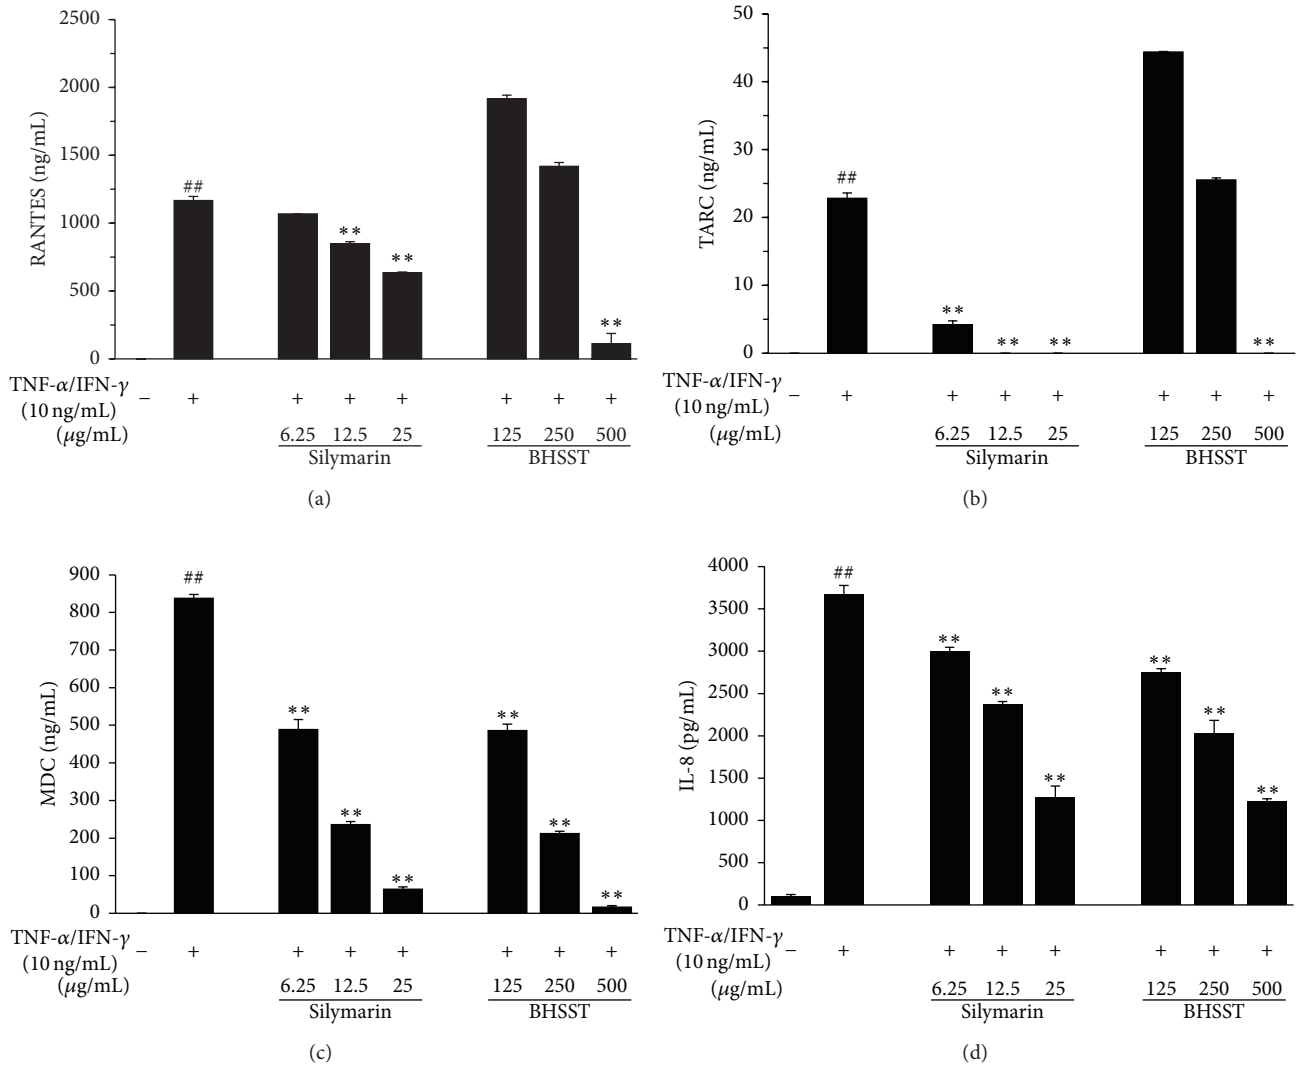 2500
2000
1500
1000
500
0
RANTES (ng/mL)
##
**
**
**
TNF-α/IFN-γ
(10 ng/mL)
− + + + + + + +
(μg/mL)
6.25 12.5 25 125 250 500
Silymarin BHSST
(a)
50
40
30
20
10
0
TARC (ng/mL)
##
**
** ** **
TNF-α/IFN-γ
(10 ng/mL)
− + + + + + + +
(μg/mL)
6.25 12.5 25 125 250 500
Silymarin BHSST
(b)
900
800
700
600
500
400
300
200
100
0
MDC (ng/mL)
##
** **
** **
** **
TNF-α/IFN-γ
(10 ng/mL)
− + + + + + + +
(μg/mL)
6.25 12.5 25 125 250 500
Silymarin BHSST
(c)
4000
3500
3000
2500
2000
1500
1000
500
0
IL-8 (pg/mL)
##
** **
** **
** **
TNF-α/IFN-γ
(10 ng/mL)
− + + + + + + +
(μg/mL)
6.25 12.5 25 125 250 500
Silymarin BHSST
(d)